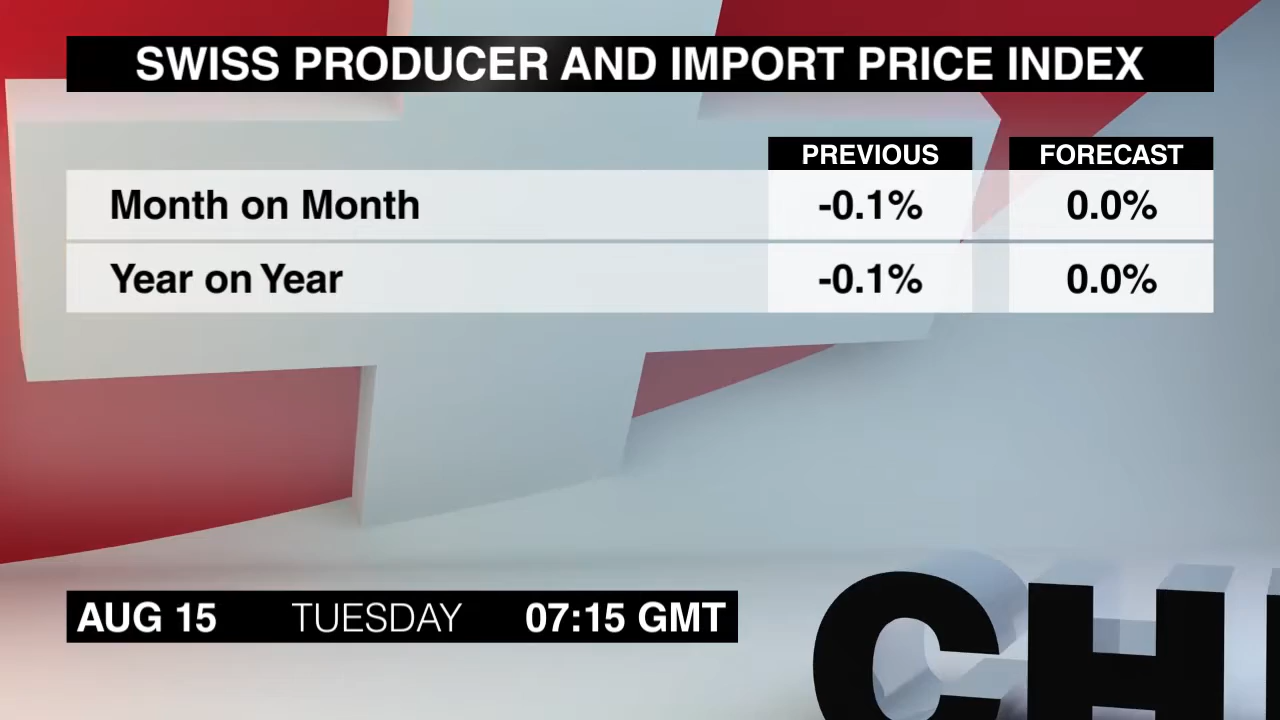 SWISS PRODUCER AND IMPORT PRICE INDEX
PREVIOUS FORECAST
Month on Month -0.1% 0.0%
Year on Year -0.1% 0.0%
AUG 15 TUESDAY 07:15 GMT
CH